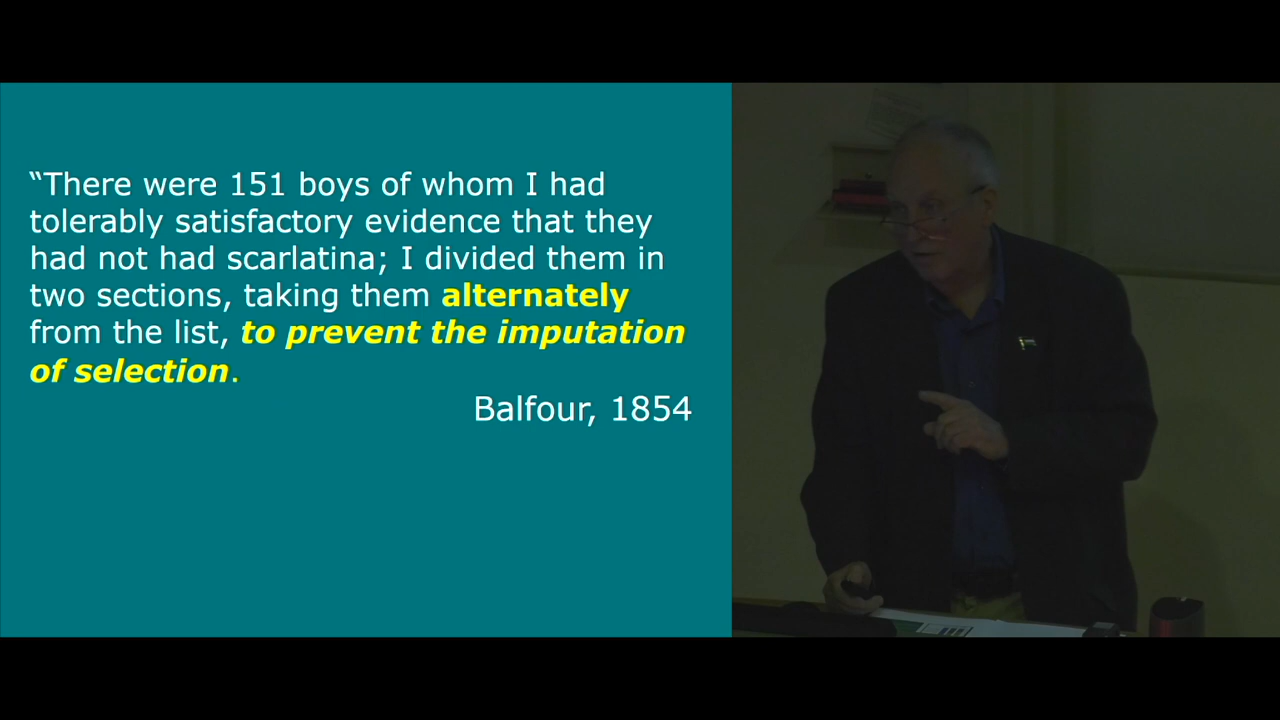 “There were 151 boys of whom I had
tolerably satisfactory evidence that they
had not had scarlatina; I divided them in
two sections, taking them alternately
from the list, to prevent the imputation
of selection.
Balfour, 1854